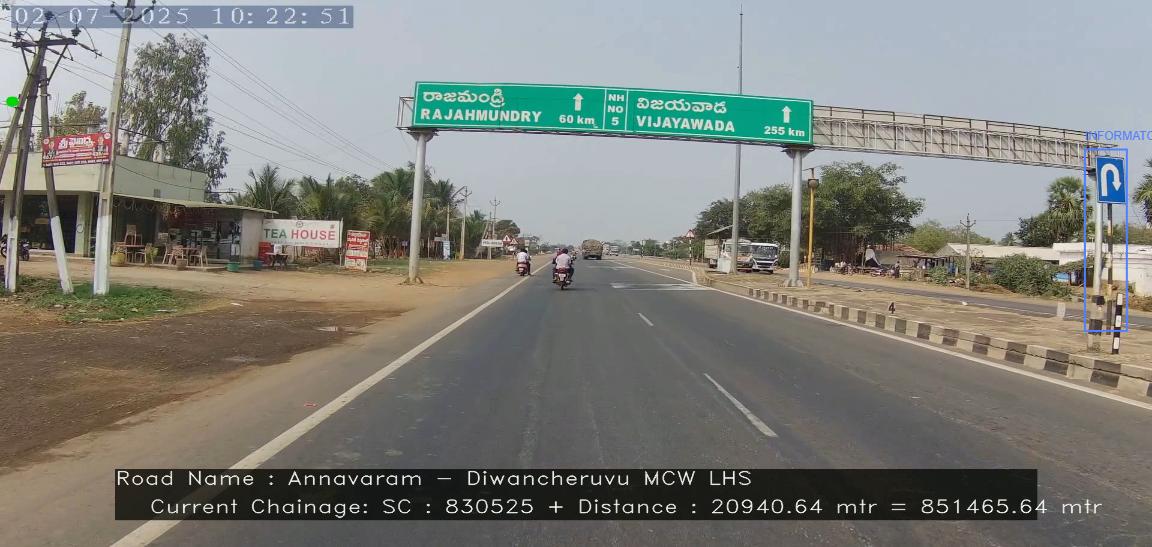 02-07-2025 10:22:51
రాజమండ్రి
RAJAHMUNDRY 60 km
NH
NO
5
విజయవాడ
VIJAYAWADA 255 km
INFORMATO
TEA HOUSE
4
Road Name : Annavaram - Diwancheruvu MCW LHS
Current Chainage: SC : 830525 + Distance : 20940.64 mtr = 851465.64 mtr